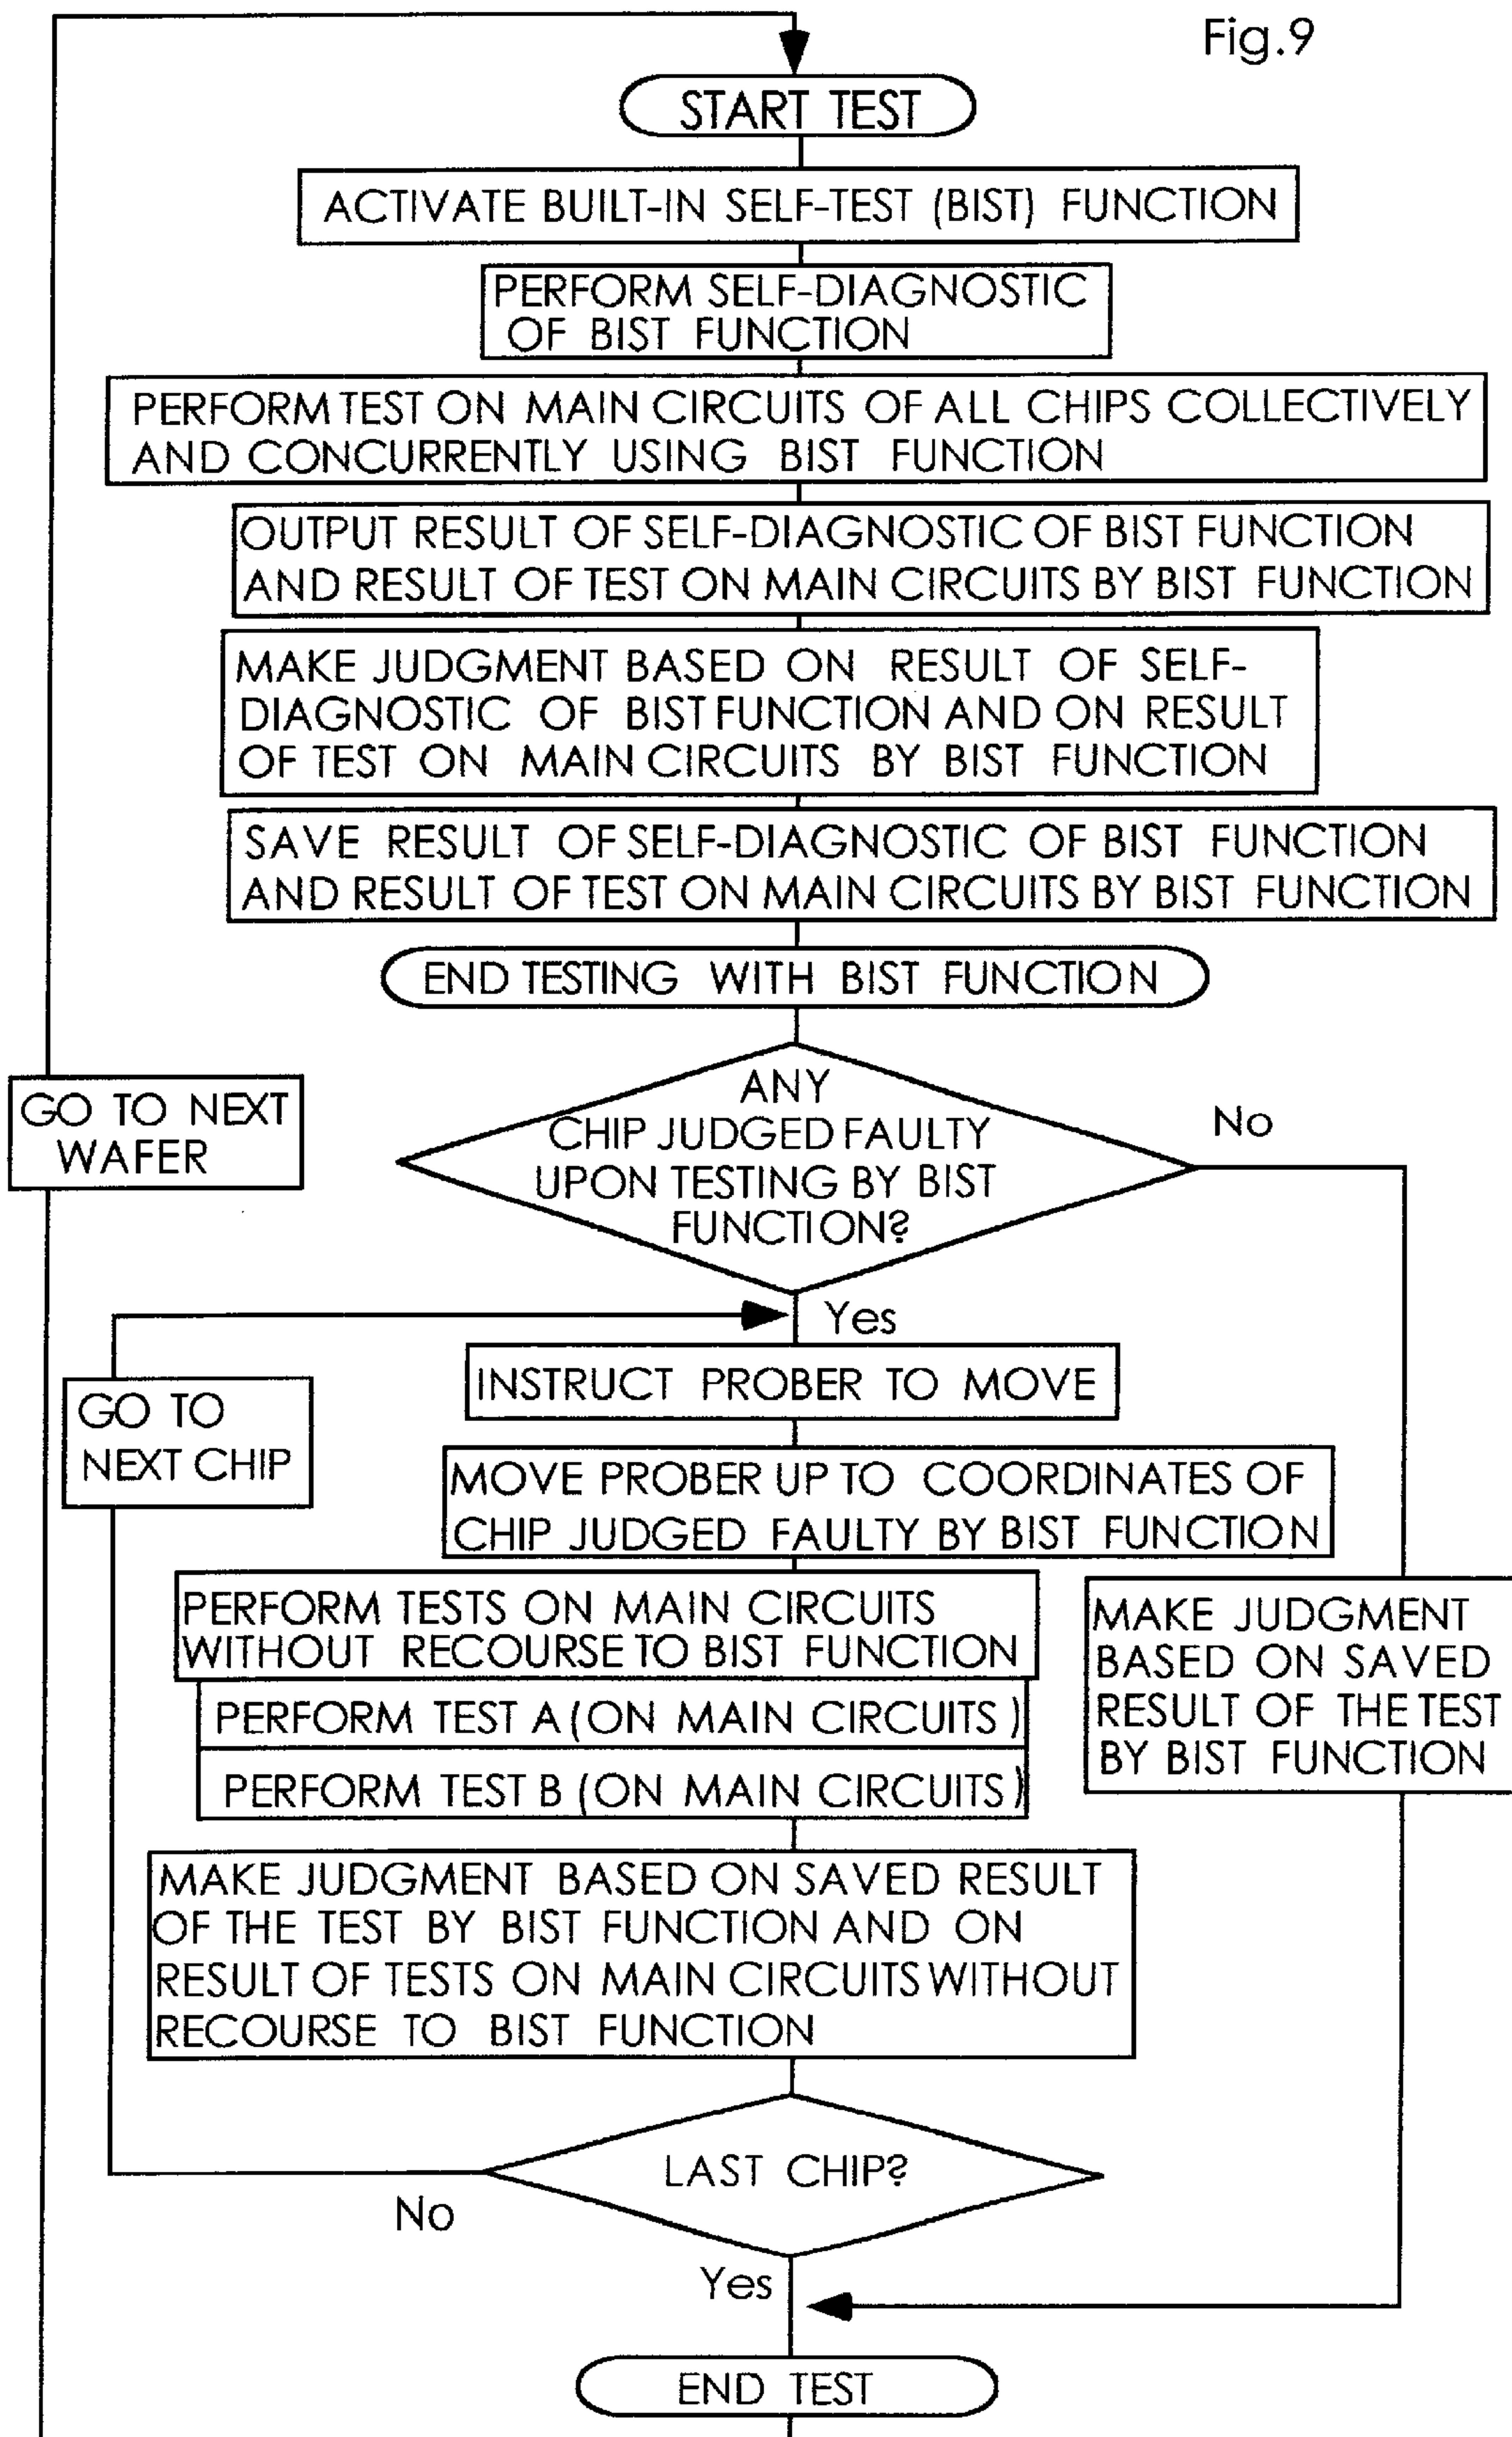 Fig.9
START TEST
ACTIVATE BUILT-IN SELF-TEST (BIST) FUNCTION
PERFORM SELF-DIAGNOSTIC
OF BIST FUNCTION
PERFORM TEST ON MAIN CIRCUITS OF ALL CHIPS COLLECTIVELY
AND CONCURRENTLY USING BIST FUNCTION
OUTPUT RESULT OF SELF-DIAGNOSTIC OF BIST FUNCTION
AND RESULT OF TEST ON MAIN CIRCUITS BY BIST FUNCTION
MAKE JUDGMENT BASED ON RESULT OF SELF-
DIAGNOSTIC OF BIST FUNCTION AND ON RESULT
OF TEST ON MAIN CIRCUITS BY BIST FUNCTION
SAVE RESULT OF SELF-DIAGNOSTIC OF BIST FUNCTION
AND RESULT OF TEST ON MAIN CIRCUITS BY BIST FUNCTION
END TESTING WITH BIST FUNCTION
GO TO NEXT
WAFER
ANY
CHIP JUDGED FAULTY
UPON TESTING BY BIST
FUNCTION?
No
Yes
INSTRUCT PROBER TO MOVE
GO TO
NEXT CHIP
MOVE PROBER UP TO COORDINATES OF
CHIP JUDGED FAULTY BY BIST FUNCTION
PERFORM TESTS ON MAIN CIRCUITS
WITHOUT RECOURSE TO BIST FUNCTION
PERFORM TEST A (ON MAIN CIRCUITS)
PERFORM TEST B (ON MAIN CIRCUITS)
MAKE JUDGMENT
BASED ON SAVED
RESULT OF THE TEST
BY BIST FUNCTION
MAKE JUDGMENT BASED ON SAVED RESULT
OF THE TEST BY BIST FUNCTION AND ON
RESULT OF TESTS ON MAIN CIRCUITS WITHOUT
RECOURSE TO BIST FUNCTION
LAST CHIP?
No
Yes
END TEST